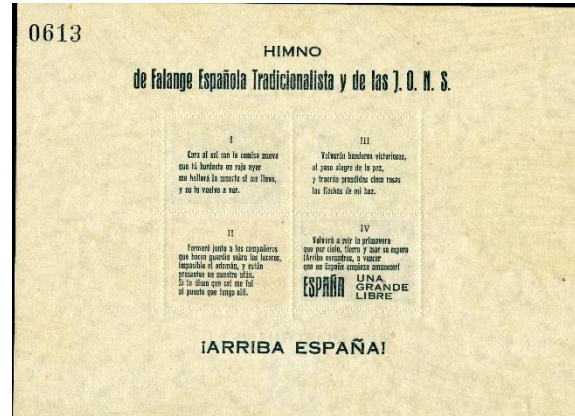 0613
HIMNO
de Falange Española Tradicionalista y de las J. O. N. S.
I
Cara al sol con la camisa nueva
que tú bordaste en rojo ayer
me hallará la muerte si me lleva,
y no te vuelvo a ver.
II
Formaré junto a los compañeros
que hacen guardia sobre los luceros,
impasible el ademán, y están
presentes en nuestro afán.
Si te dicen que caí me fui
al puesto que tengo allí.
III
Volverán banderas victoriosas,
al paso alegre de la paz,
y traerán prendidas cinco rosas
las flechas de mi haz.
IV
Volverá a reir la primavera
que por cielo, tierra y mar se espera
¡Arriba escuadras, a vencer
que en España empieza amanecer!
ESPAÑA UNA
GRANDE
LIBRE
¡ARRIBA ESPAÑA!